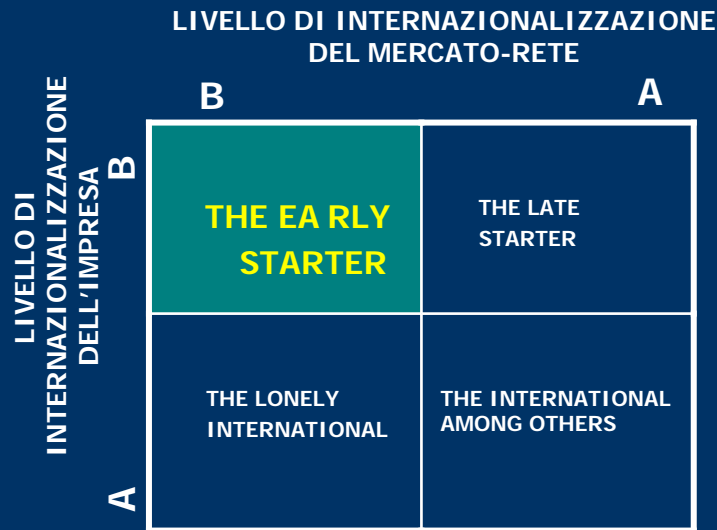 LIVELLO DI INTERNAZIONALIZZAZIONE
DEL MERCATO-RETE
B
A
LIVELLO DI
INTERNAZIONALIZZAZIONE
DELL'IMPRESA
B
THE EA RLY
STARTER
THE LATE
STARTER
A
THE LONELY
INTERNATIONAL
THE INTERNATIONAL
AMONG OTHERS